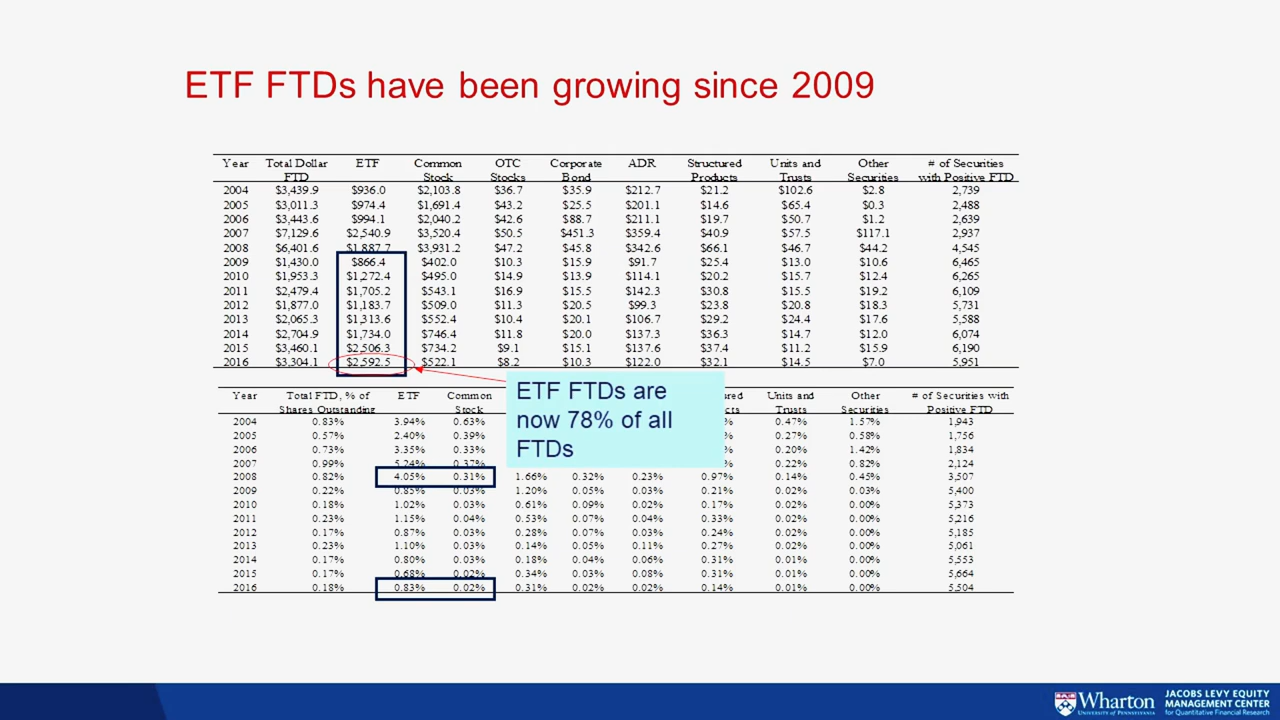 ETF FTDs have been growing since 2009
Year Total Dollar FTD ETF Common Stock OTC Stocks Corporate Bond ADR Structured Products Units and Trusts Other Securities # of Securities with Positive FTD
2004 $3,439.9 $936.0 $2,103.8 $36.7 $35.9 $212.7 $21.2 $102.6 $2.8 2,739
2005 $3,011.3 $974.4 $1,691.4 $43.2 $25.5 $201.1 $14.6 $65.4 $0.3 2,488
2006 $3,443.6 $994.1 $2,040.2 $42.6 $88.7 $211.1 $19.7 $50.7 $1.2 2,639
2007 $7,129.6 $2,540.9 $3,520.4 $50.5 $451.3 $359.4 $40.9 $57.5 $117.1 2,937
2008 $6,401.6 $1,887.7 $3,931.2 $47.2 $45.8 $342.6 $66.1 $46.7 $44.2 4,545
2009 $1,430.0 $866.4 $402.0 $10.3 $15.9 $91.7 $25.4 $13.0 $10.6 6,465
2010 $1,953.3 $1,272.4 $495.0 $14.9 $13.9 $114.1 $20.2 $15.7 $12.4 6,265
2011 $2,479.4 $1,705.2 $543.1 $16.9 $15.5 $142.3 $30.8 $15.5 $19.2 6,109
2012 $1,877.0 $1,183.7 $509.0 $11.3 $20.5 $99.3 $23.8 $20.8 $18.3 5,731
2013 $2,065.3 $1,313.6 $552.4 $10.4 $20.1 $106.7 $29.2 $24.4 $17.6 5,588
2014 $2,704.9 $1,734.0 $746.4 $11.8 $20.0 $137.3 $36.3 $14.7 $12.0 6,074
2015 $3,460.1 $2,506.3 $734.2 $9.1 $15.1 $137.6 $37.4 $11.2 $15.9 6,190
2016 $3,304.1 $2,592.5 $522.1 $8.2 $10.3 $122.0 $32.1 $14.5 $7.0 5,951
ETF FTDs are
now 78% of all
FTDs
Year Total FTD, % of Shares Outstanding ETF Common Stock Units and Trusts Other Securities # of Securities with Positive FTD
2004 0.83% 3.94% 0.63% 0.47% 1.57% 1,943
2005 0.57% 2.40% 0.39% 0.27% 0.58% 1,756
2006 0.73% 3.35% 0.33% 0.20% 1.42% 1,834
2007 0.99% 5.24% 0.37% 0.22% 0.82% 2,124
2008 0.82% 4.05% 0.31% 1.66% 0.32% 0.23% 0.97% 0.14% 0.45% 3,507
2009 0.22% 0.85% 0.03% 1.20% 0.05% 0.03% 0.21% 0.02% 0.03% 5,400
2010 0.18% 1.02% 0.03% 0.61% 0.09% 0.02% 0.17% 0.02% 0.00% 5,373
2011 0.23% 1.15% 0.04% 0.53% 0.07% 0.04% 0.33% 0.02% 0.00% 5,216
2012 0.17% 0.87% 0.03% 0.28% 0.07% 0.03% 0.24% 0.02% 0.00% 5,185
2013 0.23% 1.10% 0.03% 0.14% 0.05% 0.11% 0.27% 0.02% 0.00% 5,061
2014 0.17% 0.80% 0.03% 0.18% 0.04% 0.06% 0.31% 0.01% 0.00% 5,553
2015 0.17% 0.68% 0.02% 0.34% 0.03% 0.08% 0.31% 0.01% 0.00% 5,664
2016 0.18% 0.83% 0.02% 0.31% 0.02% 0.02% 0.14% 0.01% 0.00% 5,504
Wharton
UNIVERSITY of PENNSYLVANIA
JACOBS LEVY EQUITY
MANAGEMENT CENTER
for Quantitative Financial Research